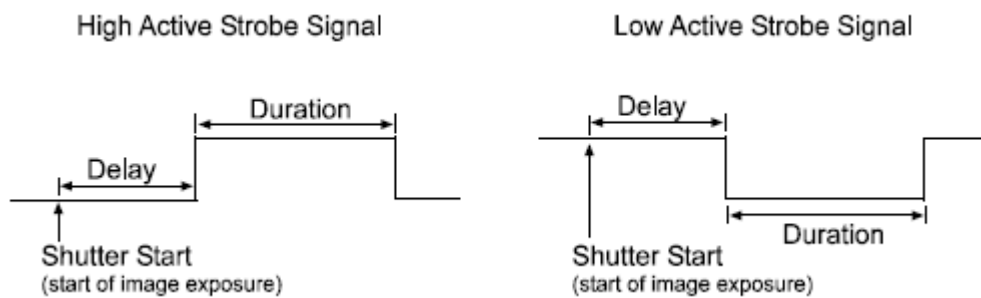 High Active Strobe Signal
Duration
Delay
Shutter Start
(start of image exposure)
Low Active Strobe Signal
Delay
Duration
Shutter Start
(start of image exposure)